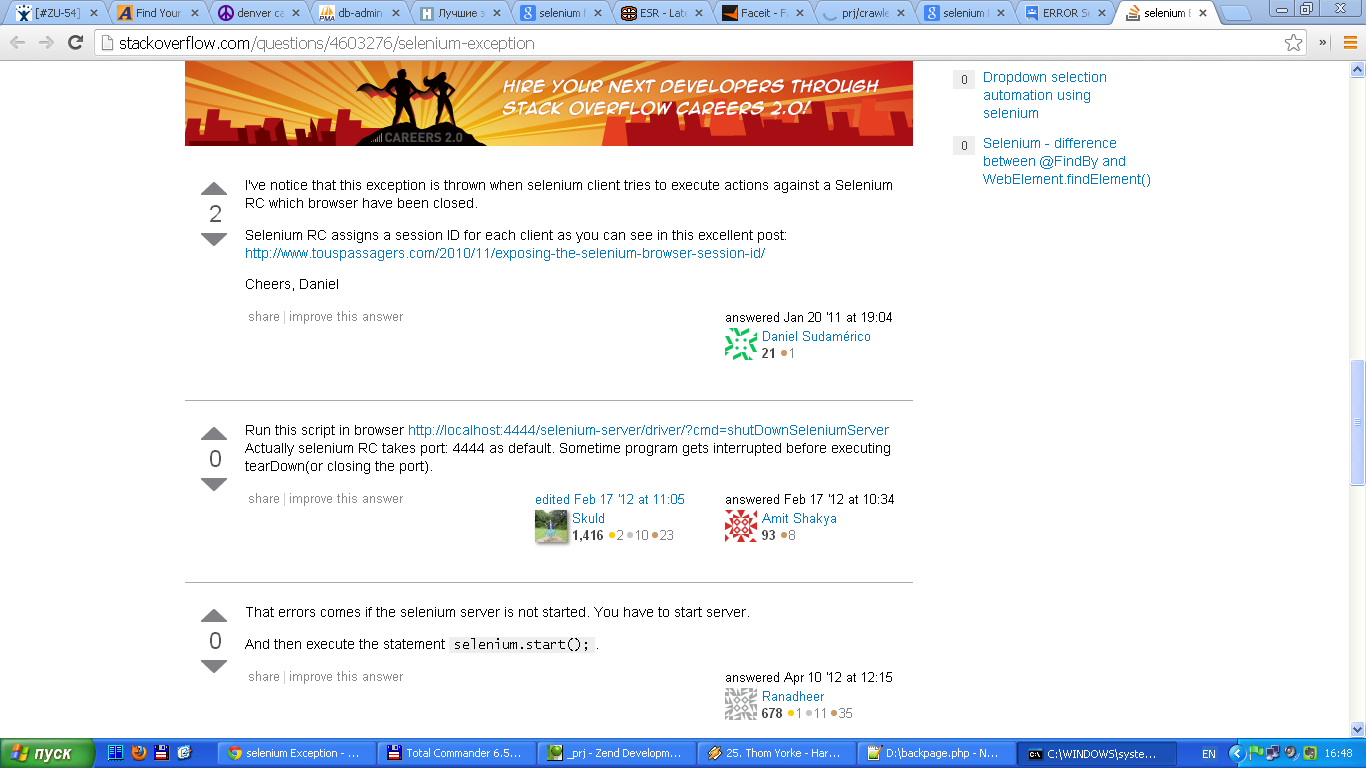 [#ZU-54]
Find Your
denver ca
db-admin
Лучшие э
selenium
ESR - Late
Faceit - F
prj/crawle
selenium
ERROR Se
selenium E
stackoverflow.com/questions/4603276/selenium-exception
HIRE YOUR NEXT DEVELOPERS THROUGH
STACK OVERFLOW CAREERS 2.0!
CAREERS 2.0
0 Dropdown selection
automation using
selenium
0 Selenium - difference
between @FindBy and
WebElement.findElement()
2
I've notice that this exception is thrown when selenium client tries to execute actions against a Selenium
RC which browser have been closed.
Selenium RC assigns a session ID for each client as you can see in this excellent post:
http://www.touspassagers.com/2010/11/exposing-the-selenium-browser-session-id/
Cheers, Daniel
share | improve this answer
answered Jan 20 '11 at 19:04
Daniel Sudamérico
21 1
0
Run this script in browser http://localhost:4444/selenium-server/driver/?cmd=shutDownSeleniumServer
Actually selenium RC takes port: 4444 as default. Sometime program gets interrupted before executing
tearDown(or closing the port).
share | improve this answer
edited Feb 17 '12 at 11:05
Skuld
1,416 2 10 23
answered Feb 17 '12 at 10:34
Amit Shakya
93 8
0
That errors comes if the selenium server is not started. You have to start server.
And then execute the statement selenium.start(); .
share | improve this answer
answered Apr 10 '12 at 12:15
Ranadheer
678 1 11 35
пуск
selenium Exception - ...
Total Commander 6.5...
_prj - Zend Developm...
25. Thom Yorke - Har...
D:\backpage.php - N...
C:\WINDOWS\syste...
EN
16:48